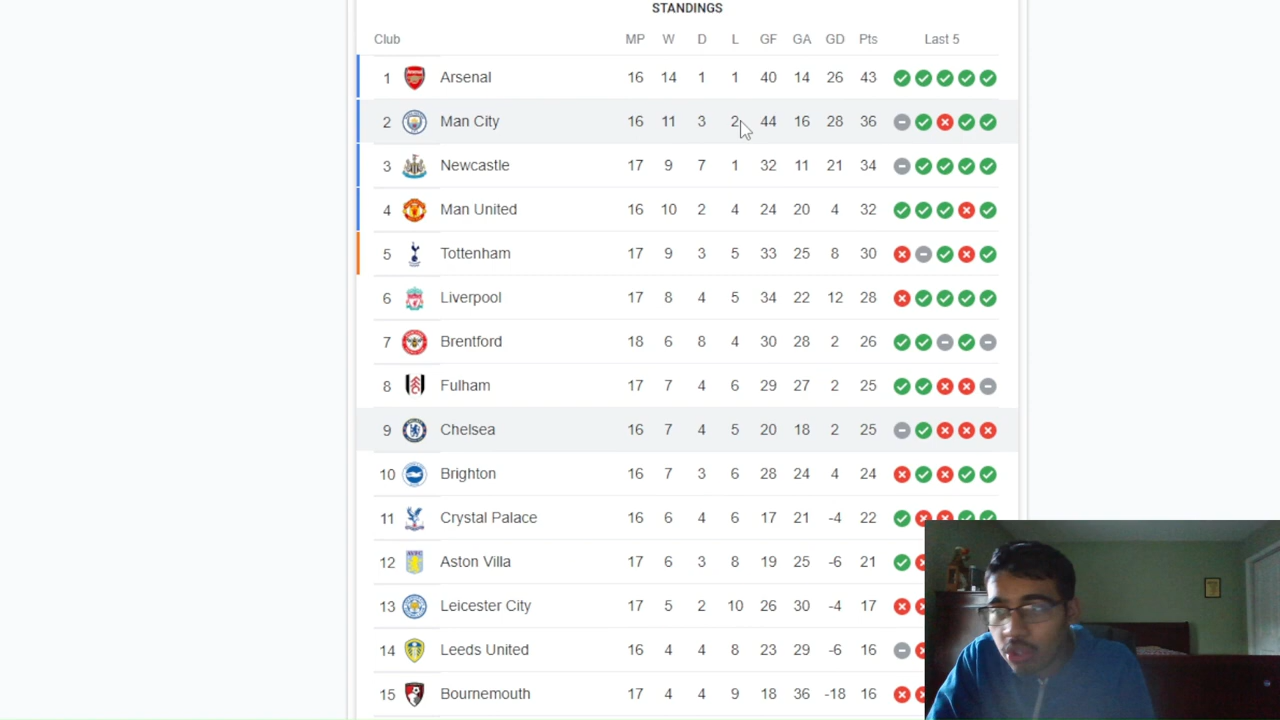 STANDINGS
Club MP W D L GF GA GD Pts Last 5
1 Arsenal 16 14 1 1 40 14 26 43
2 Man City 16 11 3 2 44 16 28 36
3 Newcastle 17 9 7 1 32 11 21 34
4 Man United 16 10 2 4 24 20 4 32
5 Tottenham 17 9 3 5 33 25 8 30
6 Liverpool 17 8 4 5 34 22 12 28
7 Brentford 18 6 8 4 30 28 2 26
8 Fulham 17 7 4 6 29 27 2 25
9 Chelsea 16 7 4 5 20 18 2 25
10 Brighton 16 7 3 6 28 24 4 24
11 Crystal Palace 16 6 4 6 17 21 -4 22
12 Aston Villa 17 6 3 8 19 25 -6 21
13 Leicester City 17 5 2 10 26 30 -4 17
14 Leeds United 16 4 4 8 23 29 -6 16
15 Bournemouth 17 4 4 9 18 36 -18 16